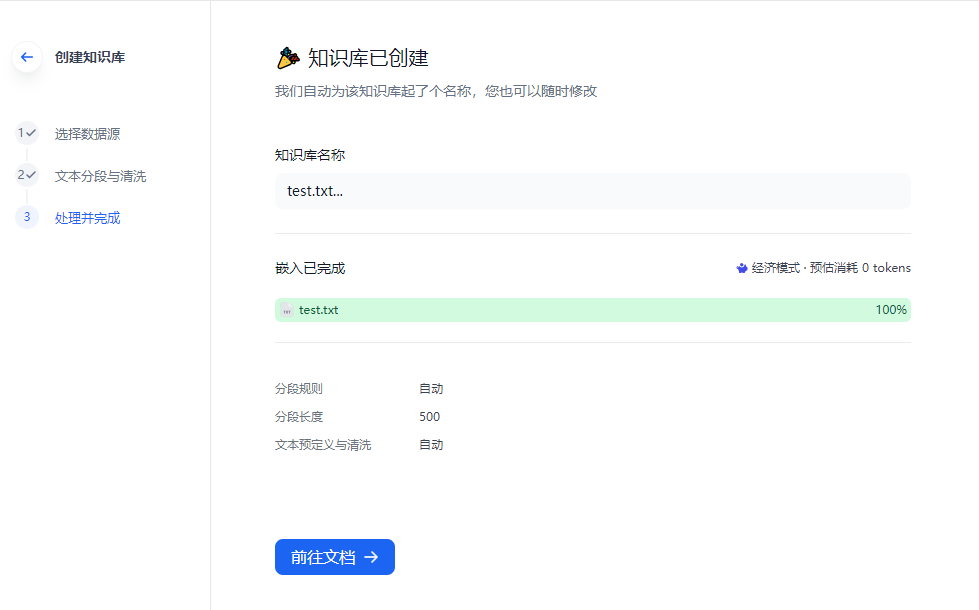 创建知识库
1
选择数据源
2
文本分段与清洗
3
处理并完成
知识库已创建
我们自动为该知识库起了个名称，您也可以随时修改
知识库名称
test.txt...
嵌入已完成
经济模式 · 预估消耗 0 tokens
test.txt 100%
分段规则 自动
分段长度 500
文本预定义与清洗 自动
前往文档